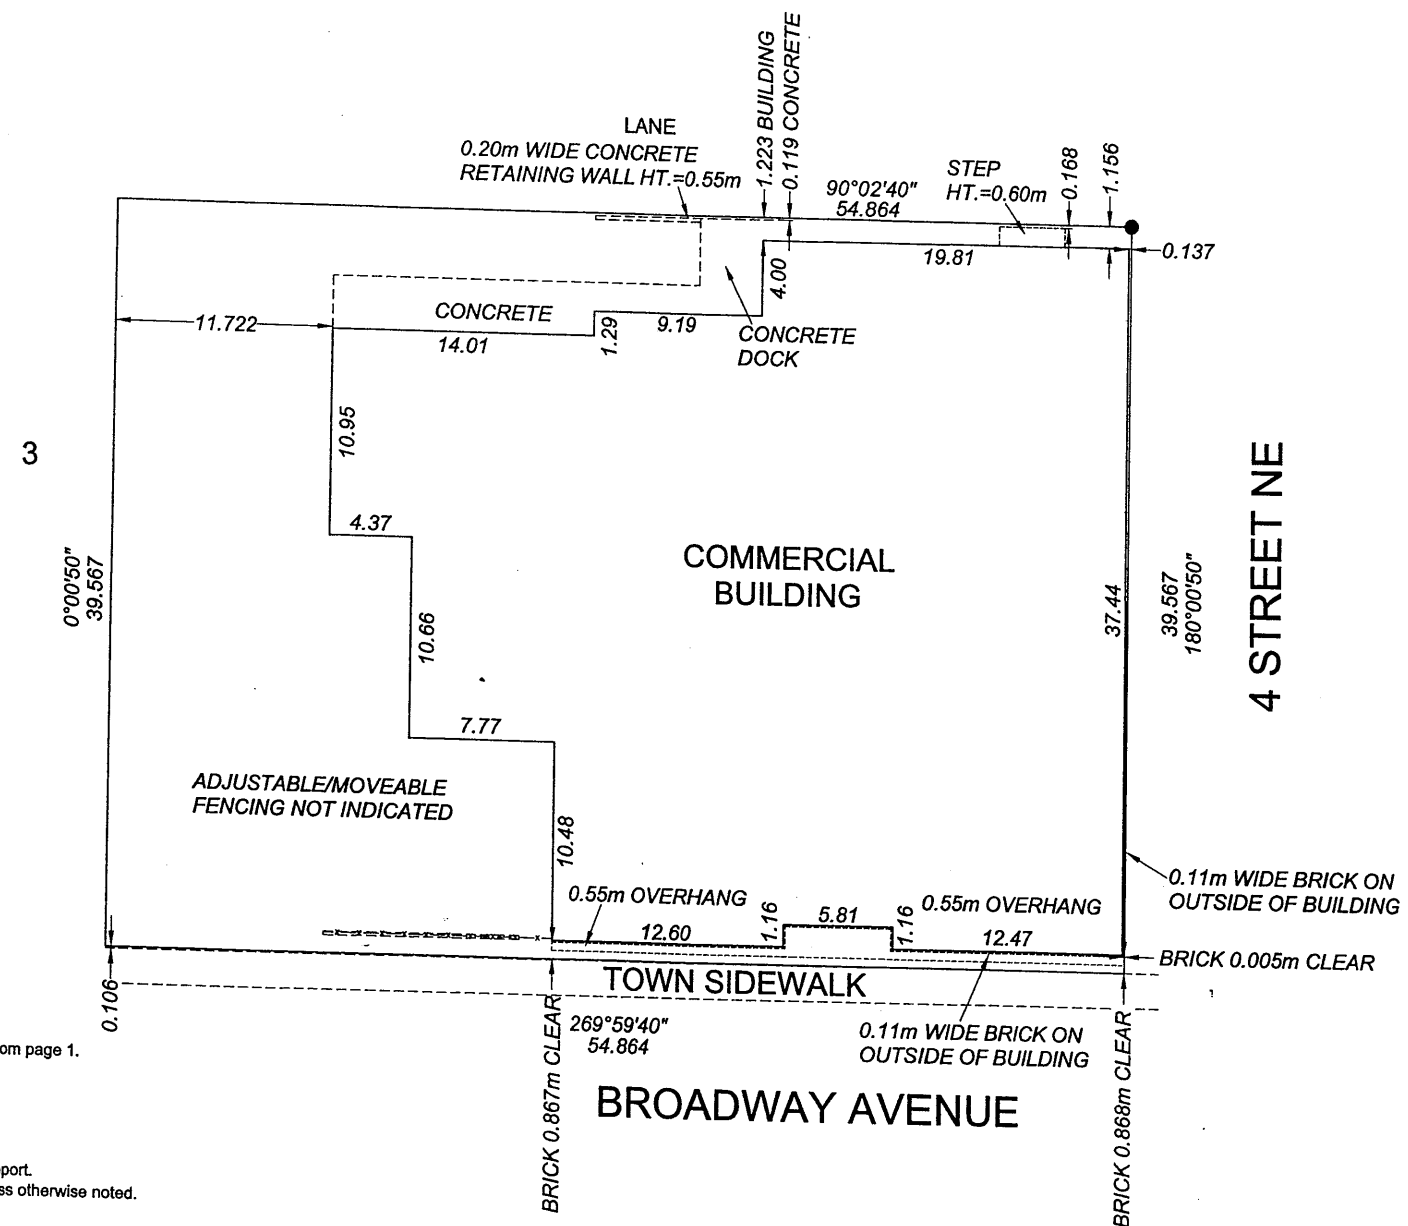 1.223 BUILDING
0.119 CONCRETE
LANE
0.20m WIDE CONCRETE
RETAINING WALL HT.=0.55m
90°02'40"
54.864
STEP
HT.=0.60m
0.168
1.156
0.137
19.81
4.00
CONCRETE
DOCK
11.722
CONCRETE
14.01
1.29
9.19
10.95
3
4.37
COMMERCIAL
BUILDING
0°00'50"
39.567
10.66
37.44
39.567
180°00'50"
4 STREET NE
7.77
ADJUSTABLE/MOVEABLE
FENCING NOT INDICATED
10.48
0.55m OVERHANG
12.60
1.16
5.81
1.16
0.55m OVERHANG
12.47
0.11m WIDE BRICK ON
OUTSIDE OF BUILDING
BRICK 0.005m CLEAR
TOWN SIDEWALK
0.106
BRICK 0.867m CLEAR
269°59'40"
54.864
0.11m WIDE BRICK ON
OUTSIDE OF BUILDING
BRICK 0.868m CLEAR
BROADWAY AVENUE
om page 1.
port.
ss otherwise noted.